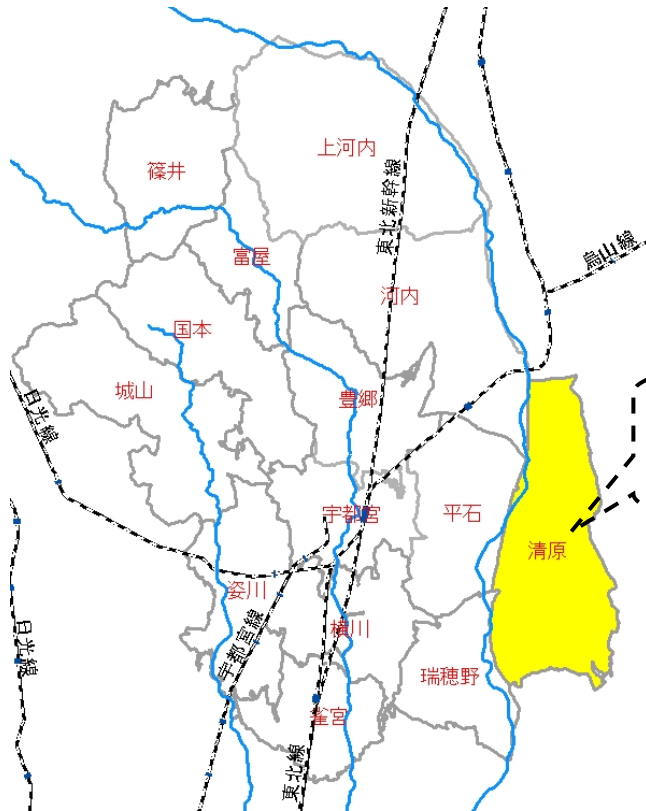 上河内
篠井
東北新幹線
富屋
烏山線
河内
国本
城山
豊郷
日光線
宇都宮
平石
清原
姿川
横川
宇都宮線
日光線
瑞穂野
雀宮
東北線